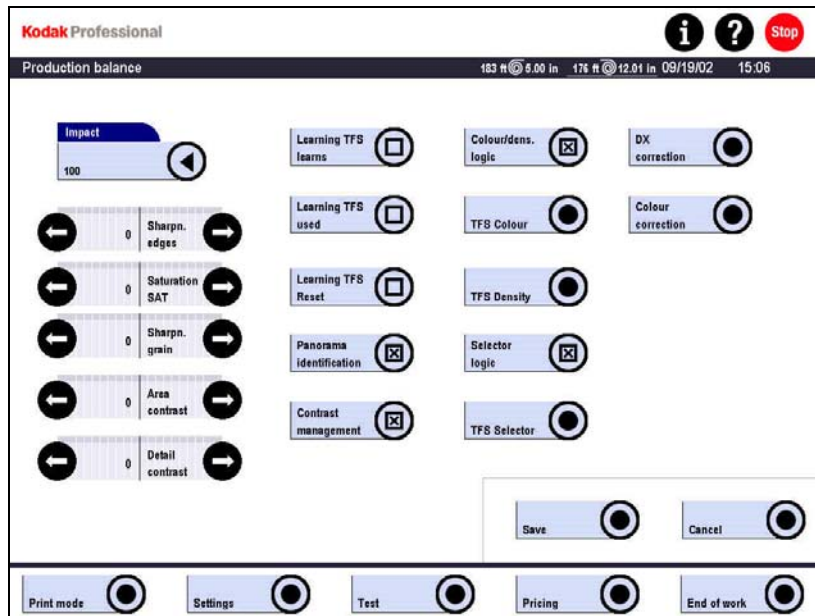 Kodak Professional
i ? Stop
Production balance 183 ft 5.00 in 176 ft 12.01 in 09/19/02 15:06
Impact
100
0 Sharpn. edges
0 Saturation SAT
0 Sharpn. grain
0 Area contrast
0 Detail contrast
Learning TFS learns
Learning TFS used
Learning TFS Reset
Panorama identification
Contrast management
Colour/dens. logic
TFS Colour
TFS Density
Selector logic
TFS Selector
DX correction
Colour correction
Save
Cancel
Print mode
Settings
Test
Pricing
End of work